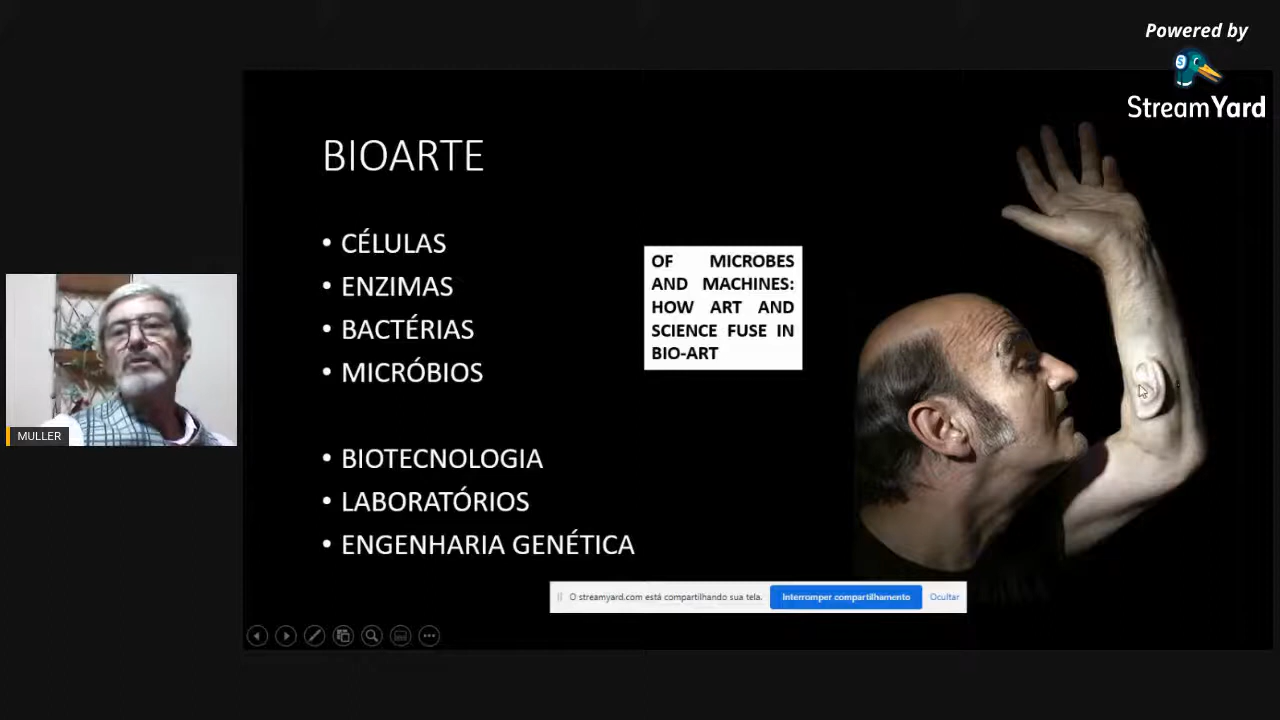 Powered by
StreamYard
BIOARTE
• CÉLULAS
• ENZIMAS
• BACTÉRIAS
• MICRÓBIOS
• BIOTECNOLOGIA
• LABORATÓRIOS
• ENGENHARIA GENÉTICA
OF MICROBES
AND MACHINES:
HOW ART AND
SCIENCE FUSE IN
BIO-ART
MULLER
O streamyard.com está compartilhando sua tela. Interromper compartilhamento Ocultar